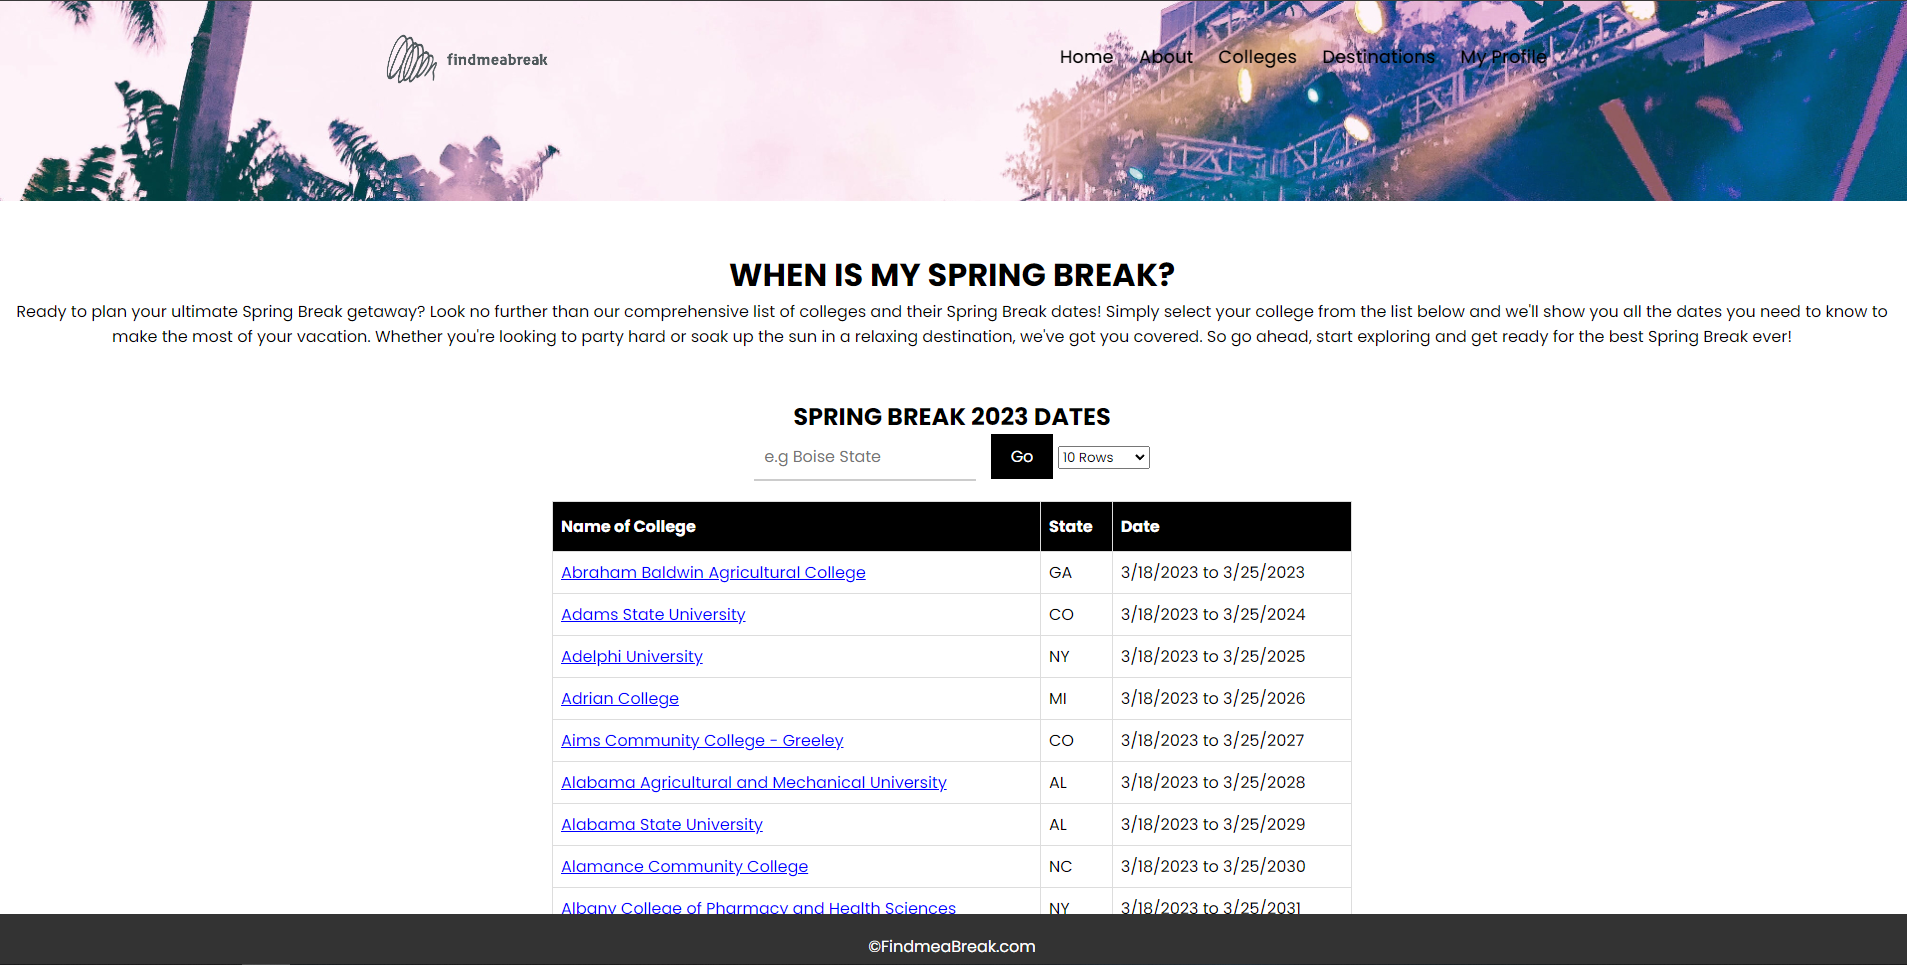 findmeabreak
Home About Colleges Destinations My Profile
WHEN IS MY SPRING BREAK?
Ready to plan your ultimate Spring Break getaway? Look no further than our comprehensive list of colleges and their Spring Break dates! Simply select your college from the list below and we'll show you all the dates you need to know to
make the most of your vacation. Whether you're looking to party hard or soak up the sun in a relaxing destination, we've got you covered. So go ahead, start exploring and get ready for the best Spring Break ever!
SPRING BREAK 2023 DATES
e.g Boise State Go 10 Rows
Name of College State Date
Abraham Baldwin Agricultural College GA 3/18/2023 to 3/25/2023
Adams State University CO 3/18/2023 to 3/25/2024
Adelphi University NY 3/18/2023 to 3/25/2025
Adrian College MI 3/18/2023 to 3/25/2026
Aims Community College - Greeley CO 3/18/2023 to 3/25/2027
Alabama Agricultural and Mechanical University AL 3/18/2023 to 3/25/2028
Alabama State University AL 3/18/2023 to 3/25/2029
Alamance Community College NC 3/18/2023 to 3/25/2030
Albany College of Pharmacy and Health Sciences NY 3/18/2023 to 3/25/2031
©FindmeaBreak.com